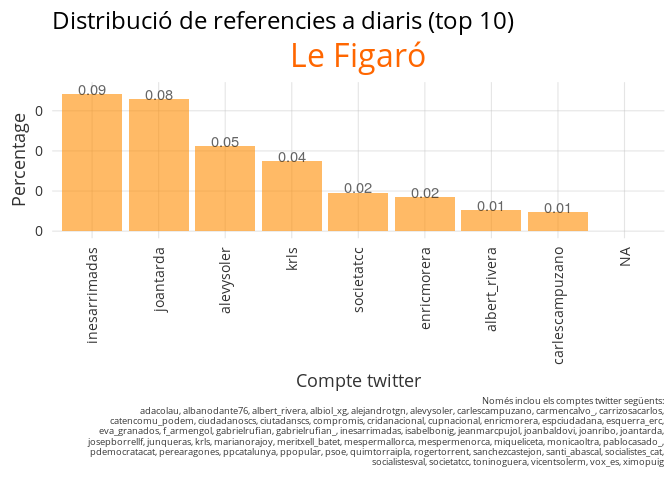 Distribució de referencies a diaris (top 10)
Le Figaró
0.09
0.08
0.05
0.04
0.02
0.02
0.01
0.01
0
0
0
0
Percentage
inesarrimadas
joantarda
alevysoler
krls
societatcc
enricmorera
albert_rivera
carlescampuzano
NA
Compte twitter
Només inclou els comptes twitter següents:
adacolau, albanodante76, albert_rivera, albiol_xg, alejandrotgn, alevysoler, carlescampuzano, carmencalvo_, carrizosacarlos,
catencomu_podem, ciudadanoscs, ciutadanscs, compromis, cridanacional, cupnacional, enricmorera, espciudadana, esquerra_erc,
eva_granados, f_armengol, gabrielrufian, gabrielrufian_, inesarrimadas, isabelbonig, jeanmarcpujol, joanbaldovi, joanribo, joantarda,
josepborrellf, junqueras, krls, marianorajoy, meritxell_batet, mespermallorca, mespermenorca, miqueliceta, monicaoltra, pablocasado_,
pdemocratacat, perearagones, ppcatalunya, ppopular, psoe, quimtorraipla, rogertorrent, sanchezcastejon, santi_abascal, socialistes_cat,
socialistesval, societatcc, toninoguera, vicentsolerm, vox_es, ximopuig